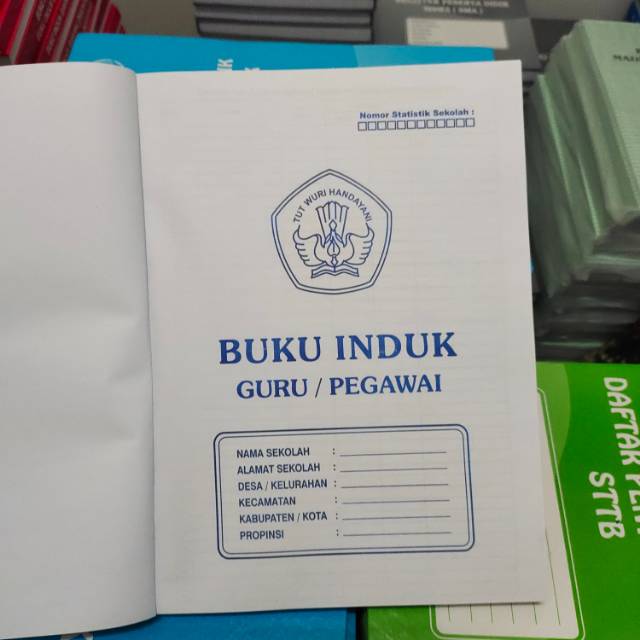 Nomor Statistik Sekolah :
TUT WURI HANDAYANI
BUKU INDUK
GURU / PEGAWAI
NAMA SEKOLAH :
ALAMAT SEKOLAH :
DESA / KELURAHAN :
KECAMATAN :
KABUPATEN / KOTA :
PROPINSI :
STTB